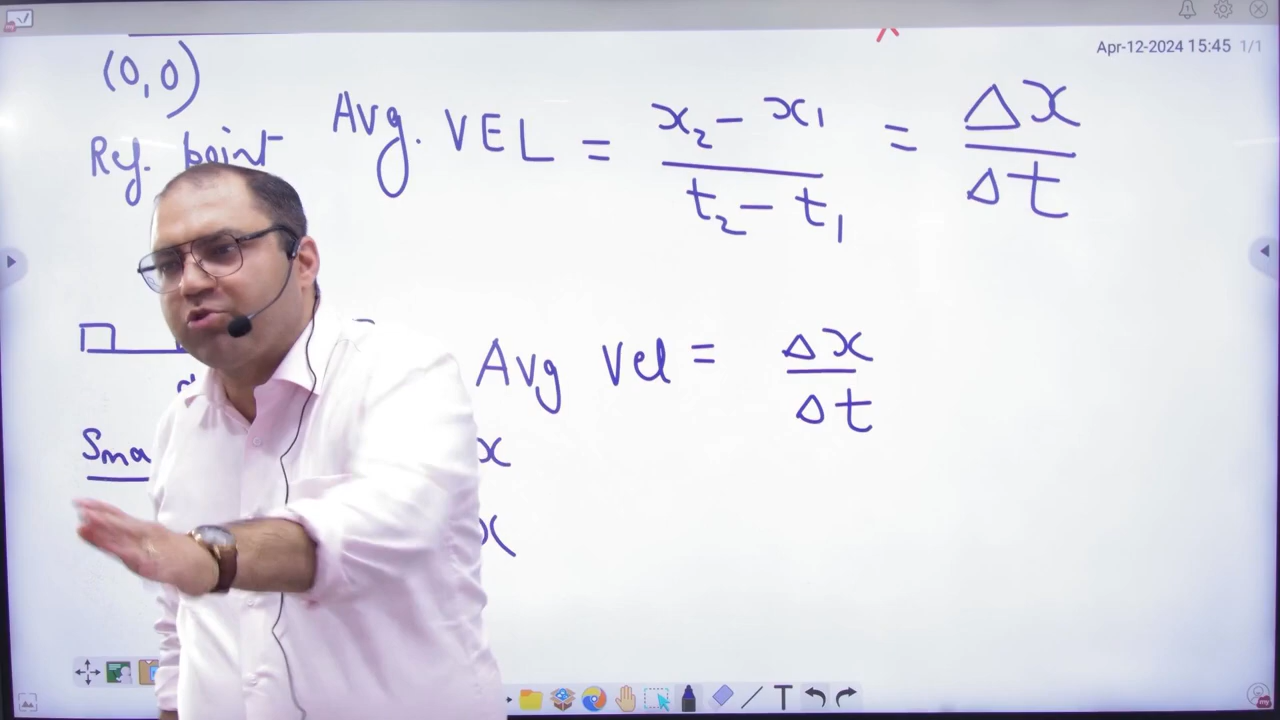 Apr-12-2024 15:45 1/1
(0,0)
Ref. point
Avg. VEL = x₂ - x₁ / t₂ - t₁ = Δx / Δt
Avg Vel = Δx / Δt
x
x
T